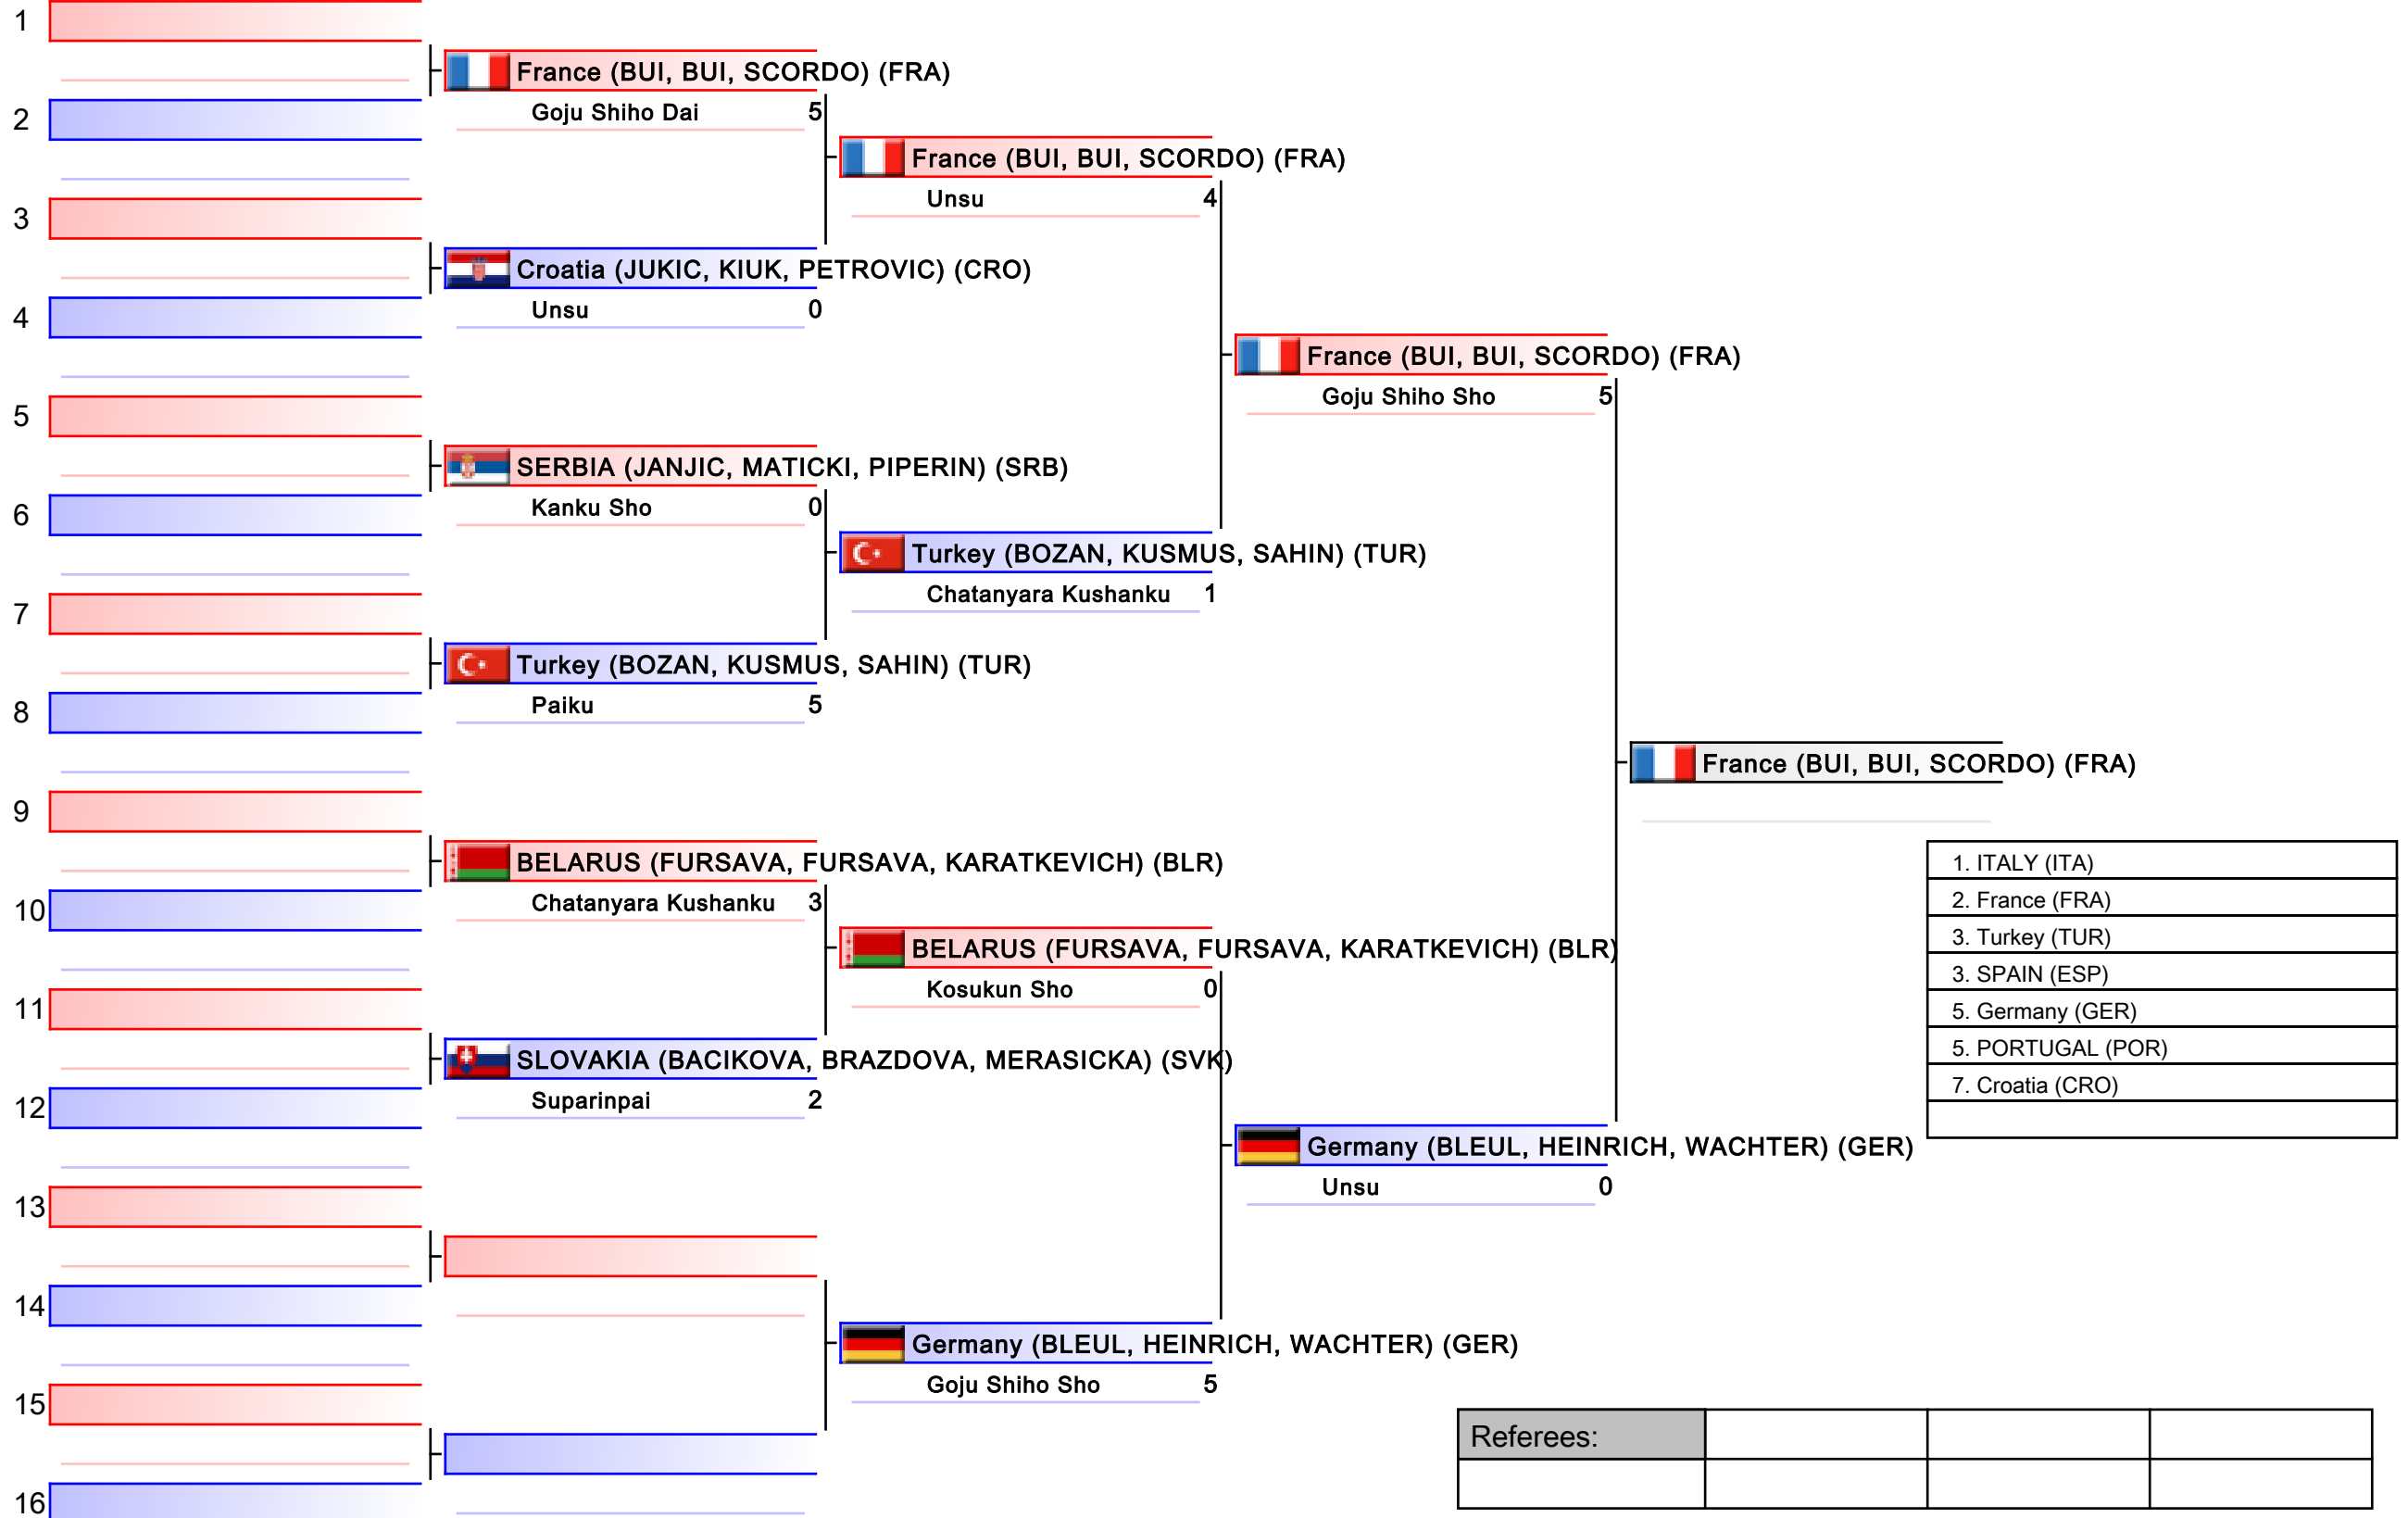 1
France (BUI, BUI, SCORDO) (FRA)
Goju Shiho Dai 5
2
France (BUI, BUI, SCORDO) (FRA)
Unsu 4
3
Croatia (JUKIC, KIUK, PETROVIC) (CRO)
Unsu 0
4
France (BUI, BUI, SCORDO) (FRA)
Goju Shiho Sho 5
5
SERBIA (JANJIC, MATICKI, PIPERIN) (SRB)
Kanku Sho 0
6
Turkey (BOZAN, KUSMUS, SAHIN) (TUR)
Chatanyara Kushanku 1
7
Turkey (BOZAN, KUSMUS, SAHIN) (TUR)
Paiku 5
8
France (BUI, BUI, SCORDO) (FRA)
9
BELARUS (FURSAVA, FURSAVA, KARATKEVICH) (BLR)
Chatanyara Kushanku 3
10
BELARUS (FURSAVA, FURSAVA, KARATKEVICH) (BLR)
Kosukun Sho 0
11
SLOVAKIA (BACIKOVA, BRAZDOVA, MERASICKA) (SVK)
Suparinpai 2
12
Germany (BLEUL, HEINRICH, WACHTER) (GER)
Unsu 0
13
14
Germany (BLEUL, HEINRICH, WACHTER) (GER)
Goju Shiho Sho 5
15
16
1. ITALY (ITA)
2. France (FRA)
3. Turkey (TUR)
3. SPAIN (ESP)
5. Germany (GER)
5. PORTUGAL (POR)
7. Croatia (CRO)
Referees: